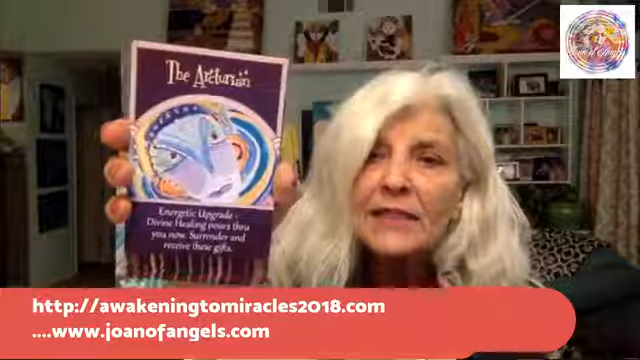 The Arcturian
Energetic Upgrade -
Divine Healing pours thru
you now. Surrender and
receive these gifts.
http://awakeningtomiracles2018.com
....www.joanofangels.com